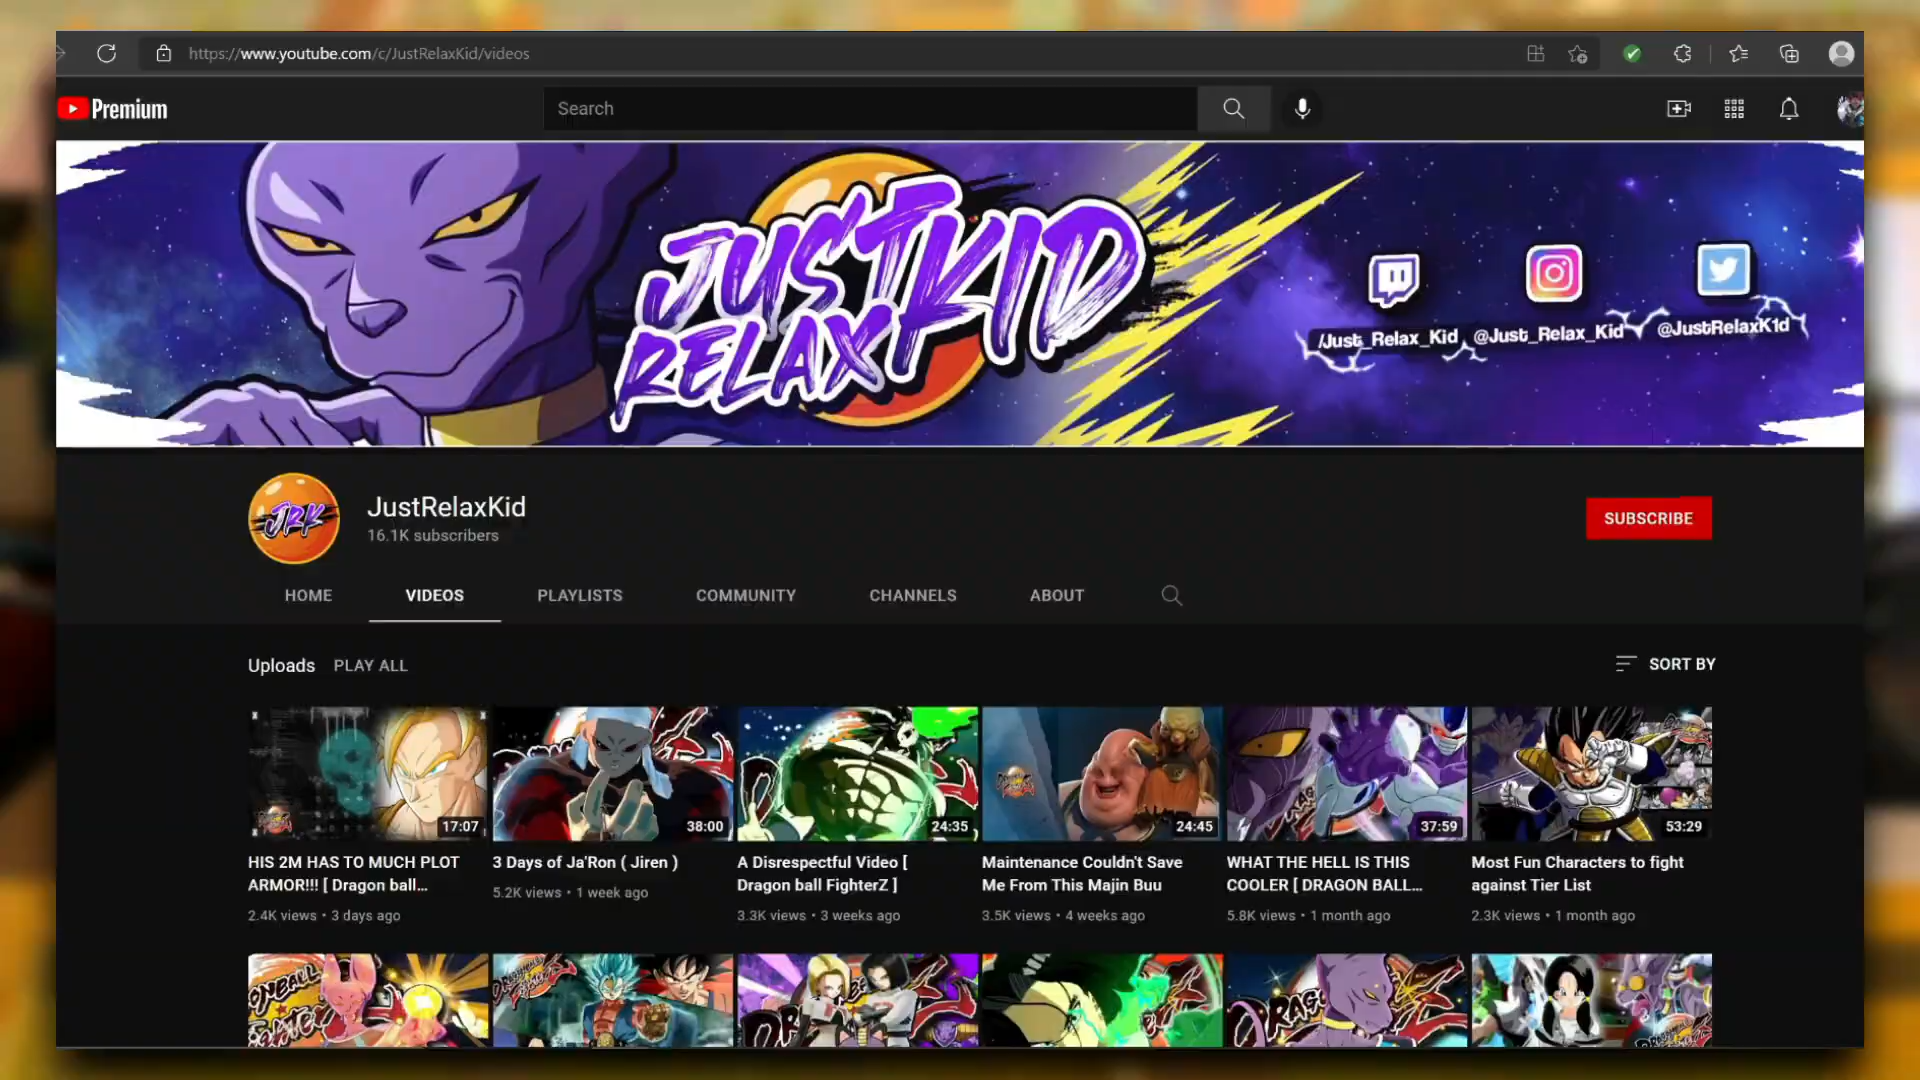 https://www.youtube.com/c/JustRelaxKid/videos
Premium
Search
JUST
RELAX
KID
/Just_Relax_Kid
@Just_Relax_Kid
@JustRelaxK1d
JRK
JustRelaxKid
16.1K subscribers
SUBSCRIBE
HOME
VIDEOS
PLAYLISTS
COMMUNITY
CHANNELS
ABOUT
Uploads
PLAY ALL
SORT BY
17:07
38:00
24:35
24:45
37:59
53:29
HIS 2M HAS TO MUCH PLOT
ARMOR!!! [ Dragon ball...
2.4K views • 3 days ago
3 Days of Ja'Ron ( Jiren )
5.2K views • 1 week ago
A Disrespectful Video [
Dragon ball FighterZ ]
3.3K views • 3 weeks ago
Maintenance Couldn't Save
Me From This Majin Buu
3.5K views • 4 weeks ago
WHAT THE HELL IS THIS
COOLER [ DRAGON BALL...
5.8K views • 1 month ago
Most Fun Characters to fight
against Tier List
2.3K views • 1 month ago